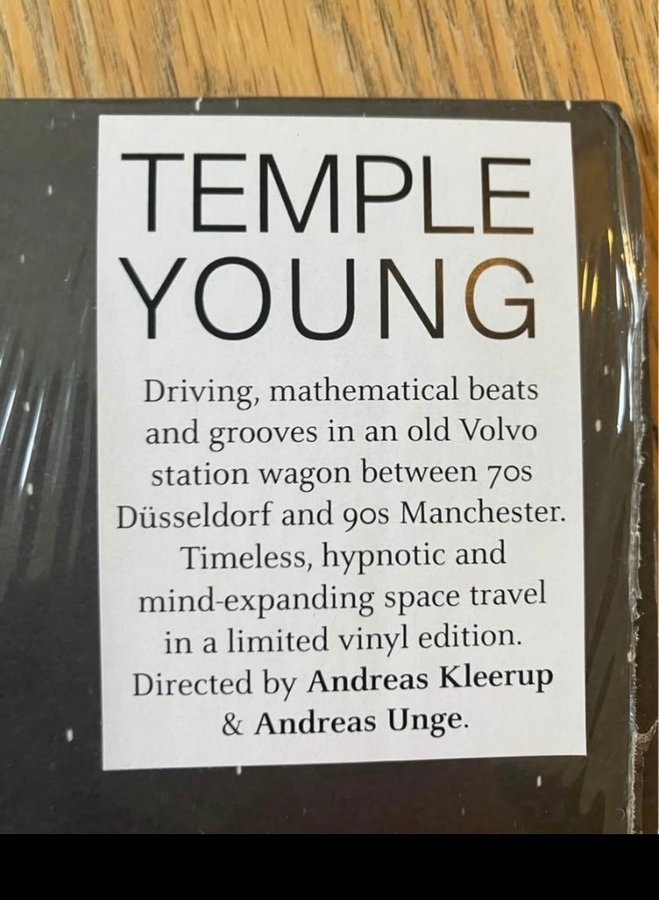 TEMPLE
YOUNG
Driving, mathematical beats
and grooves in an old Volvo
station wagon between 70s
Düsseldorf and 90s Manchester.
Timeless, hypnotic and
mind-expanding space travel
in a limited vinyl edition.
Directed by Andreas Kleerup
& Andreas Unge.